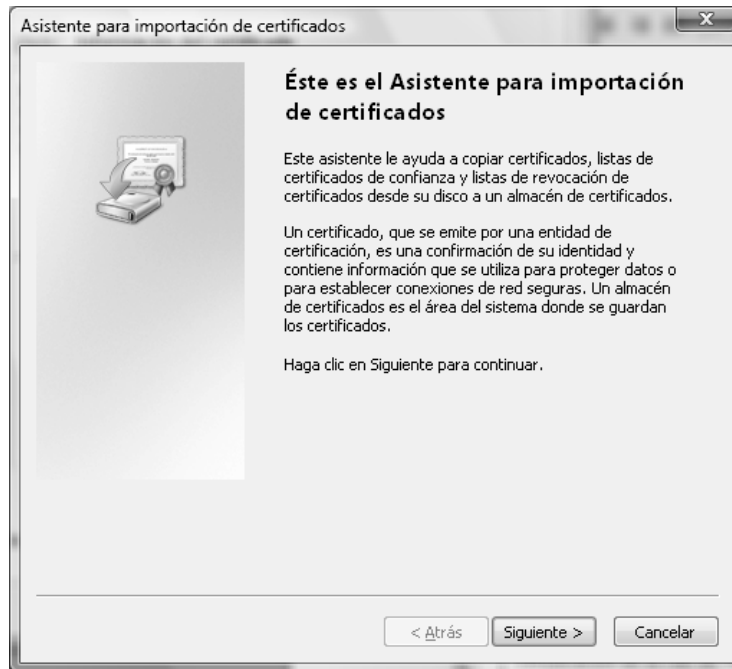 Asistente para importación de certificados
X
Éste es el Asistente para importación
de certificados
Este asistente le ayuda a copiar certificados, listas de
certificados de confianza y listas de revocación de
certificados desde su disco a un almacén de certificados.
Un certificado, que se emite por una entidad de
certificación, es una confirmación de su identidad y
contiene información que se utiliza para proteger datos o
para establecer conexiones de red seguras. Un almacén
de certificados es el área del sistema donde se guardan
los certificados.
Haga clic en Siguiente para continuar.
< Atrás Siguiente > Cancelar